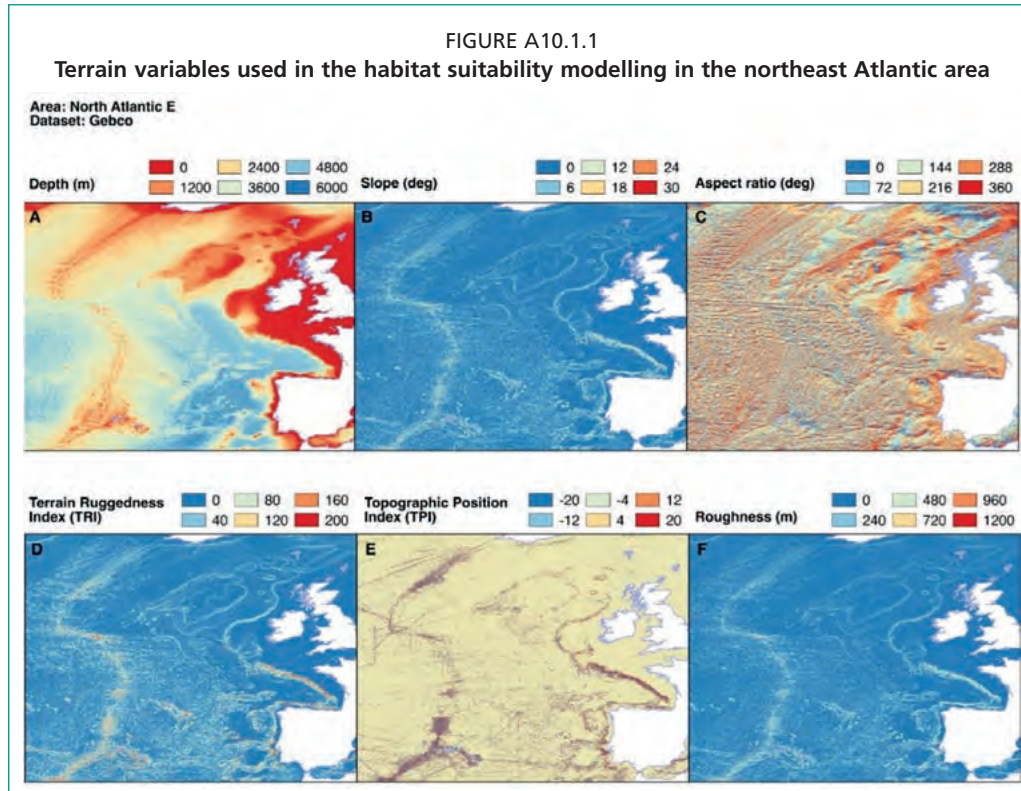 FIGURE A10.1.1
Terrain variables used in the habitat suitability modelling in the northeast Atlantic area
Area: North Atlantic E
Dataset: Gebco
Depth (m) 0 2400 4800
1200 3600 6000
Slope (deg) 0 12 24
6 18 30
Aspect ratio (deg) 0 144 288
72 216 360
A B C
Terrain Ruggedness Index (TRI) 0 80 160
40 120 200
Topographic Position Index (TPI) -20 -4 12
-12 4 20
Roughness (m) 0 480 960
240 720 1200
D E F